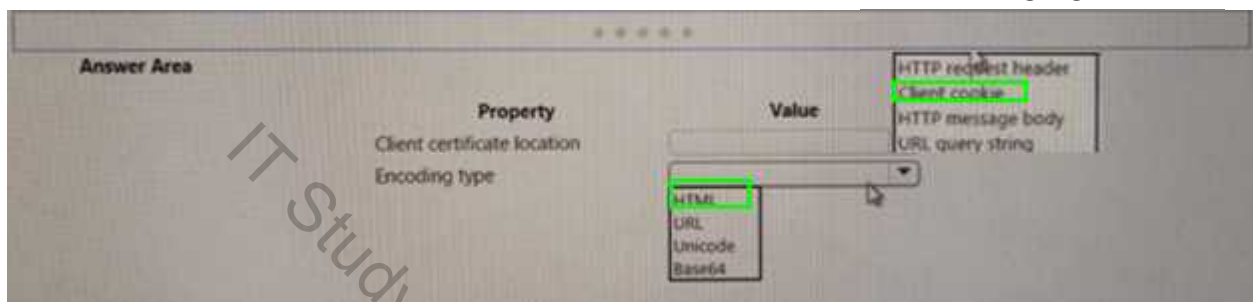 Answer Area
Property
Value
Client certificate location
Encoding type
HTTP request header
Client cookie
HTTP message body
URL query string
HTML
URL
Unicode
Base64
IT Study